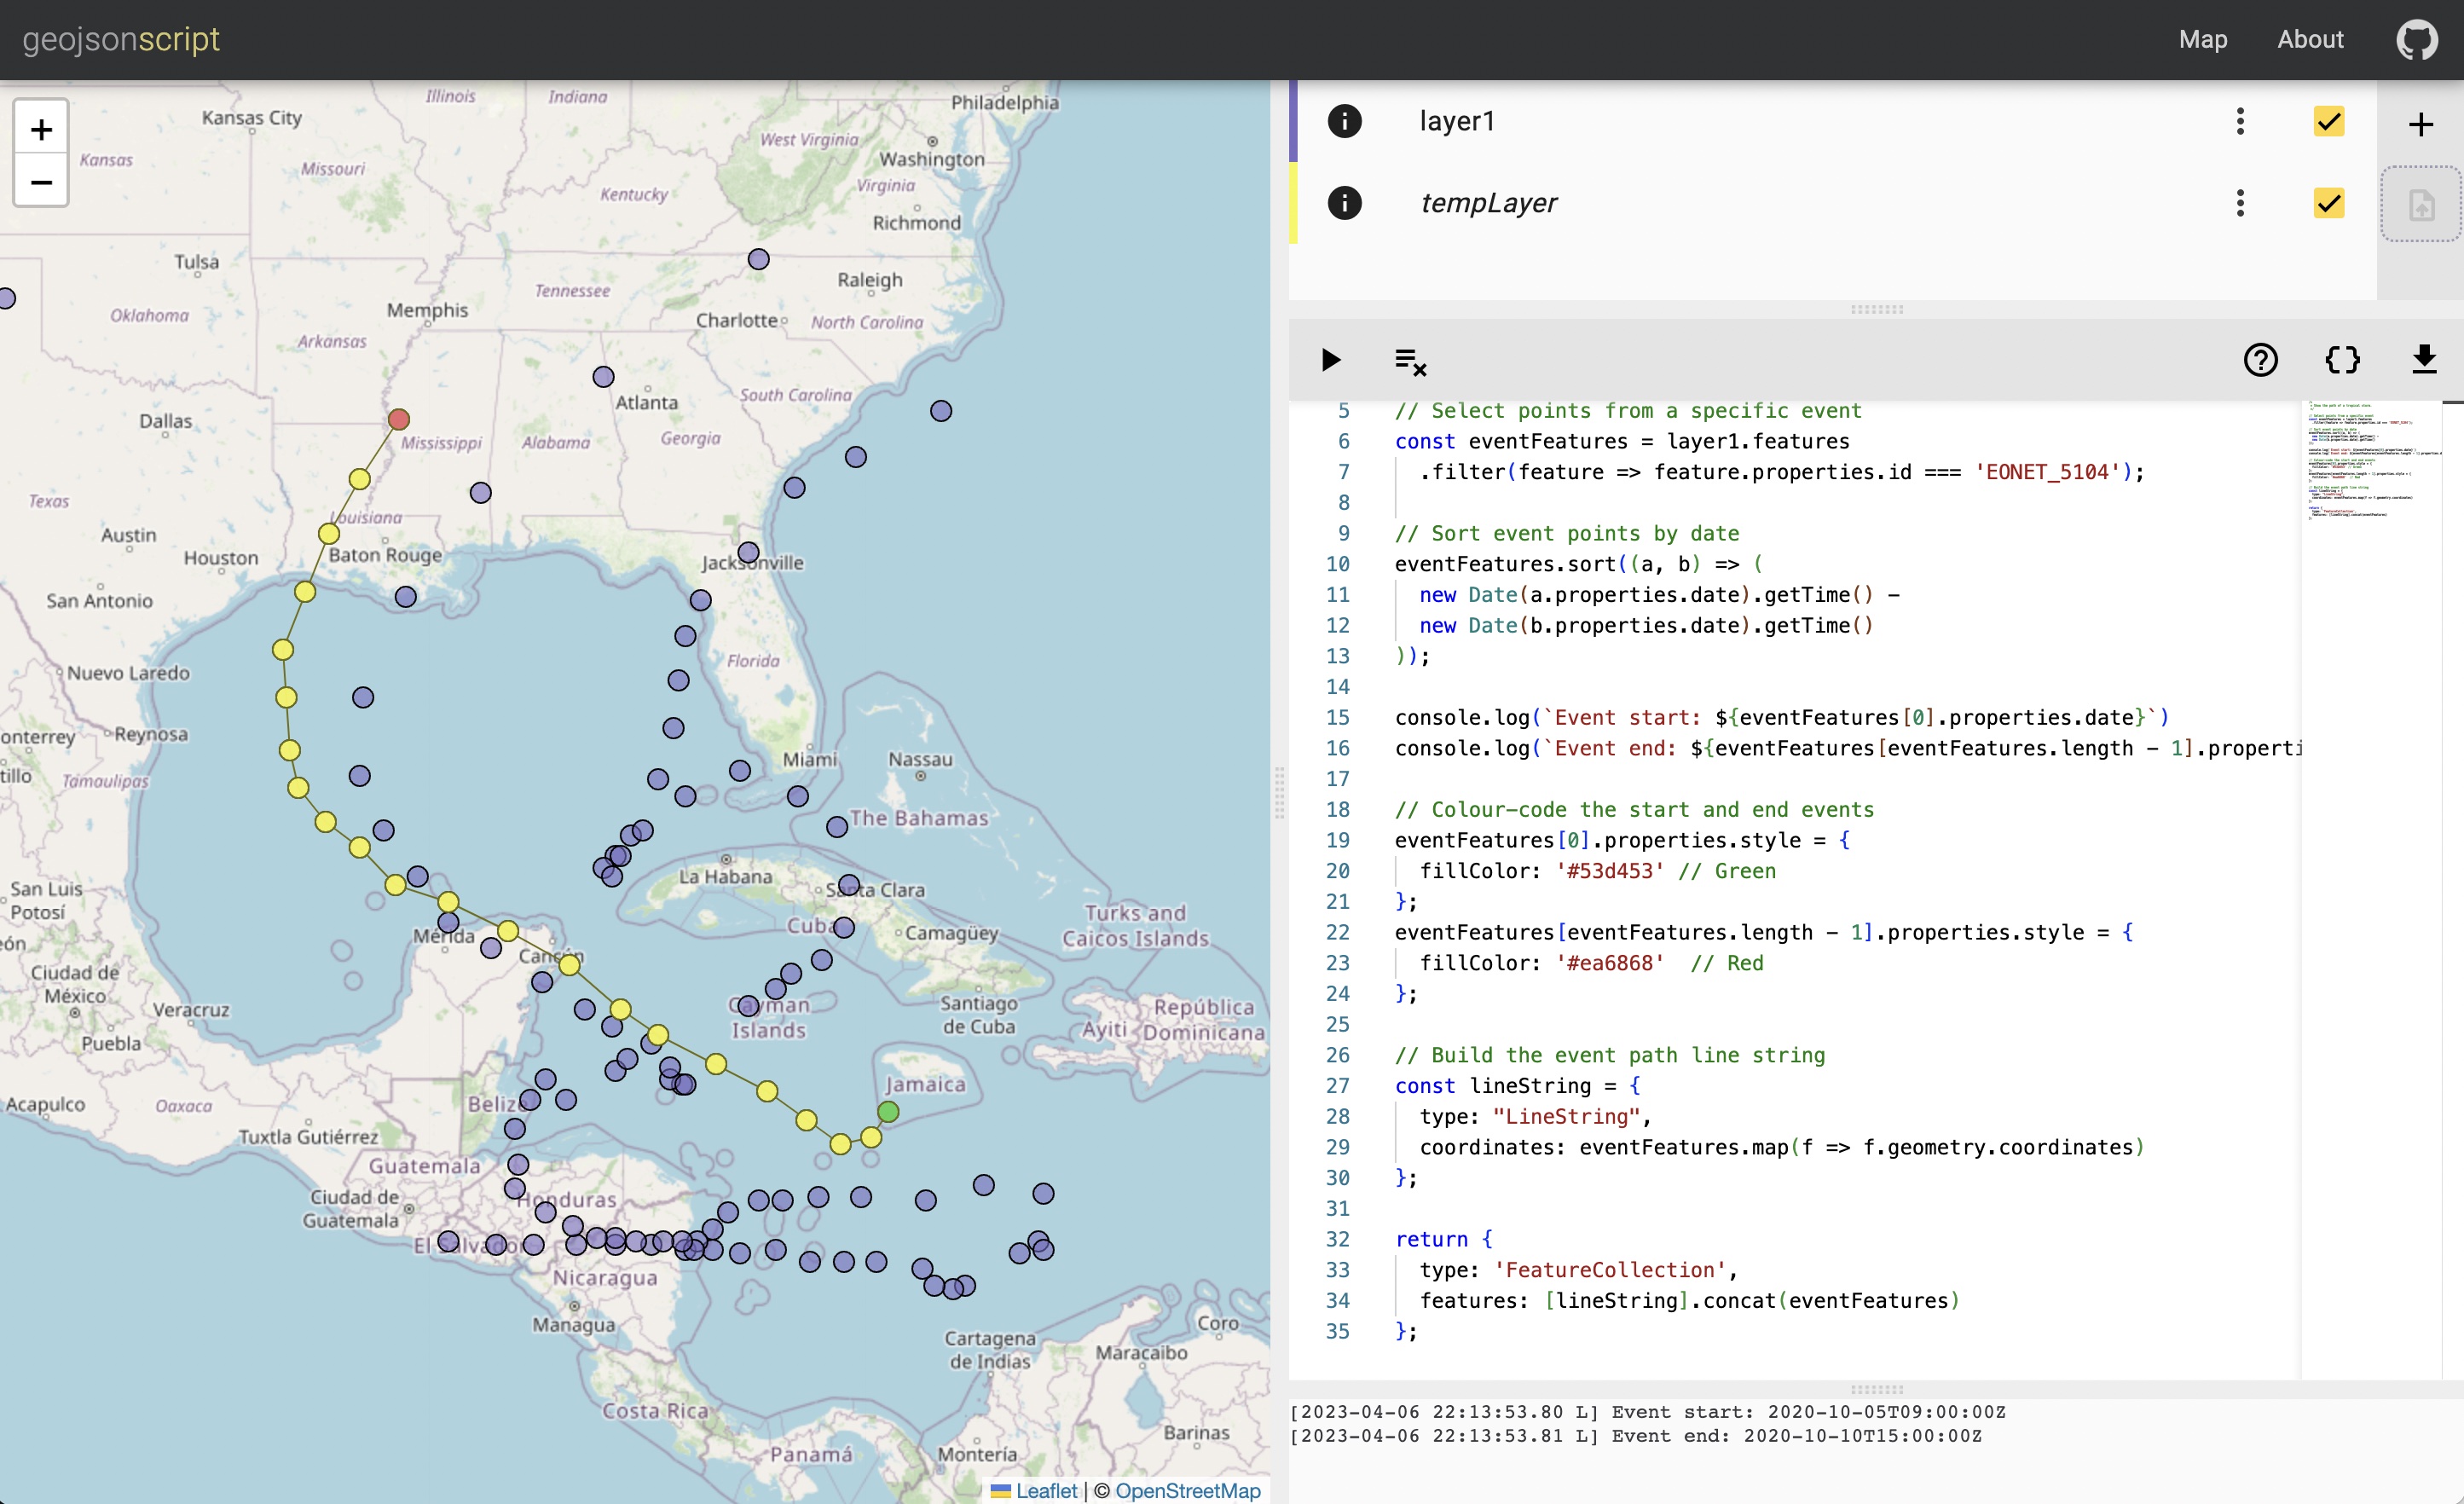 geojsonscript
Map
About
+
−
Illinois
Indiana
Philadelphia
Kansas City
West Virginia
Washington
Kansas
Missouri
Kentucky
Virginia
Richmond
Tulsa
Raleigh
Tennessee
Oklahoma
Memphis
Charlotte
North Carolina
Arkansas
Atlanta
South Carolina
Dallas
Mississippi
Alabama
Georgia
Texas
Louisiana
Austin
Houston
Baton Rouge
Jacksonville
San Antonio
Florida
Nuevo Laredo
onterrey
Reynosa
Miami
Nassau
tillo
Tamaulipas
The Bahamas
La Habana
Santa Clara
San Luis
Potosí
Turks and
Caicos Islands
Cuba
Camagüey
eón
Mérida
Cancún
Ciudad de
México
Veracruz
Cayman
Islands
Santiago
de Cuba
República
Dominicana
Ayiti
Puebla
Jamaica
Acapulco
Oaxaca
Belize
Tuxtla Gutiérrez
Guatemala
Ciudad de
Guatemala
Honduras
El Salvador
Nicaragua
Managua
Cartagena
de Indias
Coro
Maracaibo
Costa Rica
Barinas
Panamá
Montería
Leaflet | © OpenStreetMap
layer1
tempLayer
5 // Select points from a specific event
6 const eventFeatures = layer1.features
7 .filter(feature => feature.properties.id === 'EONET_5104');
8
9 // Sort event points by date
10 eventFeatures.sort((a, b) => (
11 new Date(a.properties.date).getTime() -
12 new Date(b.properties.date).getTime()
13 ));
14
15 console.log(`Event start: ${eventFeatures[0].properties.date}`)
16 console.log(`Event end: ${eventFeatures[eventFeatures.length - 1].properti
17
18 // Colour-code the start and end events
19 eventFeatures[0].properties.style = {
20 fillColor: '#53d453' // Green
21 };
22 eventFeatures[eventFeatures.length - 1].properties.style = {
23 fillColor: '#ea6868'  // Red
24 };
25
26 // Build the event path line string
27 const lineString = {
28 type: "LineString",
29 coordinates: eventFeatures.map(f => f.geometry.coordinates)
30 };
31
32 return {
33 type: 'FeatureCollection',
34 features: [lineString].concat(eventFeatures)
35 };
[2023-04-06 22:13:53.80 L] Event start: 2020-10-05T09:00:00Z
[2023-04-06 22:13:53.81 L] Event end: 2020-10-10T15:00:00Z